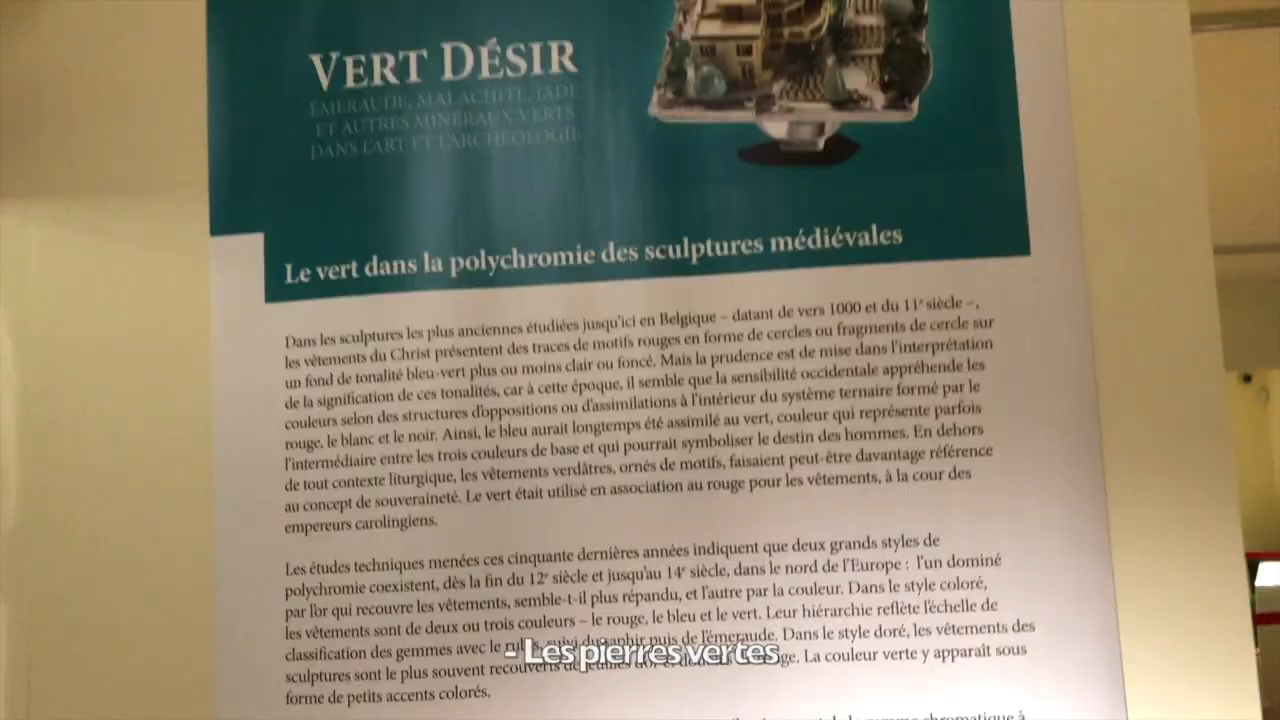 VERT DÉSIR
ÉMERAUDE, MALACHITE, JADE
ET AUTRES MINÉRAUX VERTS
DANS L'ART ET L'ARCHÉOLOGIE
Le vert dans la polychromie des sculptures médiévales
Dans les sculptures les plus anciennes étudiées jusqu'ici en Belgique – datant de vers 1000 et du 11e siècle –,
les vêtements du Christ présentent des traces de motifs rouges en forme de cercles ou fragments de cercle sur
un fond de tonalité bleu-vert plus ou moins clair ou foncé. Mais la prudence est de mise dans l'interprétation
de la signification de ces tonalités, car à cette époque, il semble que la sensibilité occidentale appréhende les
couleurs selon des structures d'oppositions ou d'assimilations à l'intérieur du système ternaire formé par le
rouge, le blanc et le noir. Ainsi, le bleu aurait longtemps été assimilé au vert, couleur qui représente parfois
l'intermédiaire entre les trois couleurs de base et qui pourrait symboliser le destin des hommes. En dehors
de tout contexte liturgique, les vêtements verdâtres, ornés de motifs, faisaient peut-être davantage référence
au concept de souveraineté. Le vert était utilisé en association au rouge pour les vêtements, à la cour des
empereurs carolingiens.
Les études techniques menées ces cinquante dernières années indiquent que deux grands styles de
polychromie coexistent, dès la fin du 12e siècle et jusqu'au 14e siècle, dans le nord de l'Europe : l'un dominé
par l'or qui recouvre les vêtements, semble-t-il plus répandu, et l'autre par la couleur. Dans le style coloré,
les vêtements sont de deux ou trois couleurs – le rouge, le bleu et le vert. Leur hiérarchie reflète l'échelle de
classification des gemmes avec le rubis, suivi du saphir puis de l'émeraude. Dans le style doré, les vêtements des
- Les pierres vertes
sculptures sont le plus souvent recouverts de feuilles d'or La couleur verte y apparaît sous
forme de petits accents colorés.
chromatique à